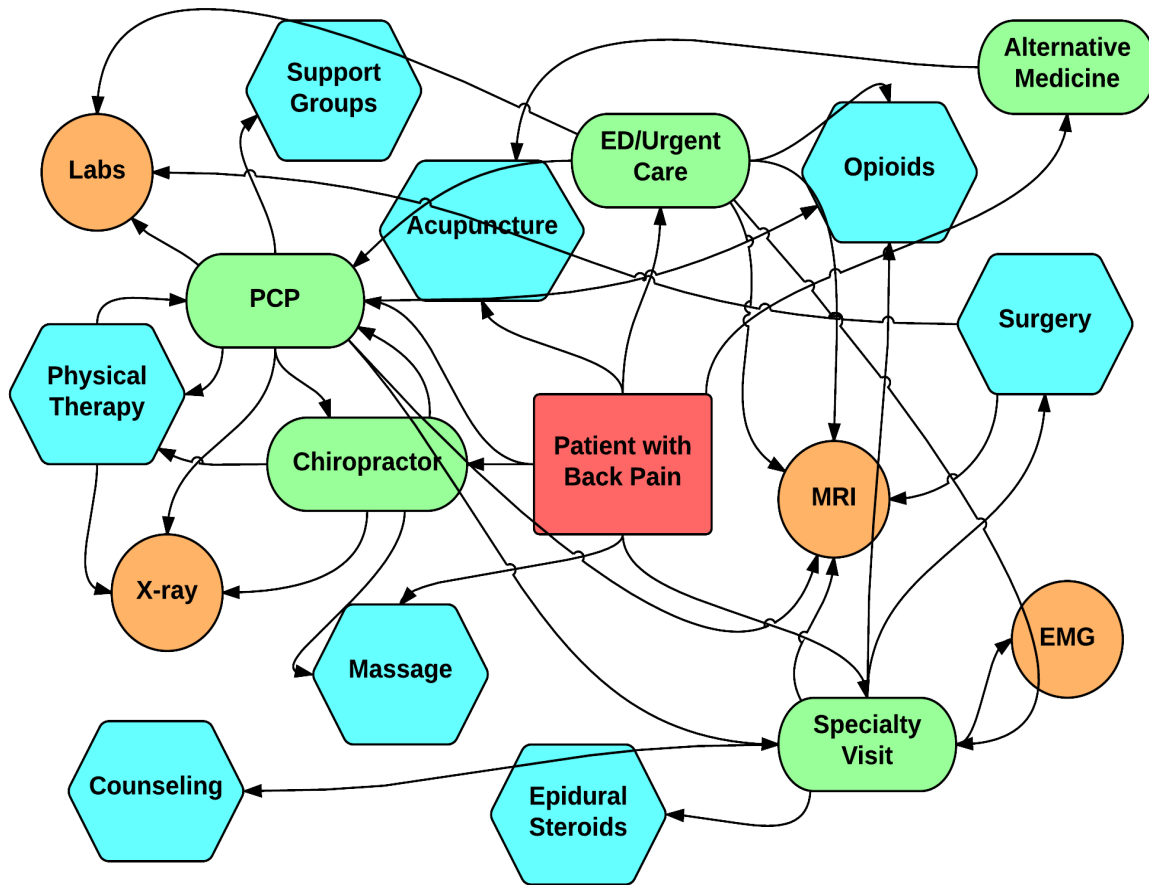 Alternative
Medicine
Support
Groups
ED/Urgent
Care
Opioids
Labs
Acupuncture
PCP
Surgery
Physical
Therapy
Patient with
Back Pain
Chiropractor
MRI
X-ray
EMG
Massage
Specialty
Visit
Counseling
Epidural
Steroids